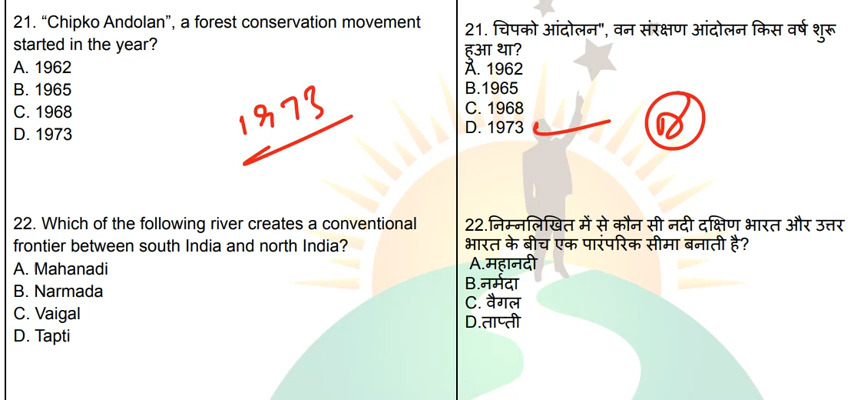 21. “Chipko Andolan”, a forest conservation movement
started in the year?
A. 1962
B. 1965
C. 1968
D. 1973
1973
22. Which of the following river creates a conventional
frontier between south India and north India?
A. Mahanadi
B. Narmada
C. Vaigal
D. Tapti
21. चिपको आंदोलन", वन संरक्षण आंदोलन किस वर्ष शुरू
हुआ था?
A. 1962
B.1965
C. 1968
D. 1973
D
22.निम्नलिखित में से कौन सी नदी दक्षिण भारत और उत्तर
भारत के बीच एक पारंपरिक सीमा बनाती है?
A.महानदी
B.नर्मदा
C. वैगल
D.ताप्ती